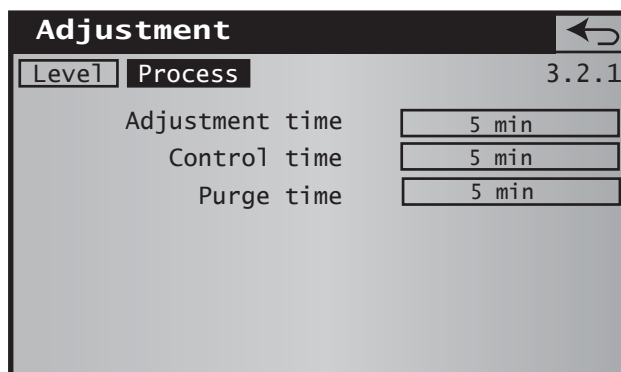 Adjustment
Level Process 3.2.1
Adjustment time 5 min
Control time 5 min
Purge time 5 min